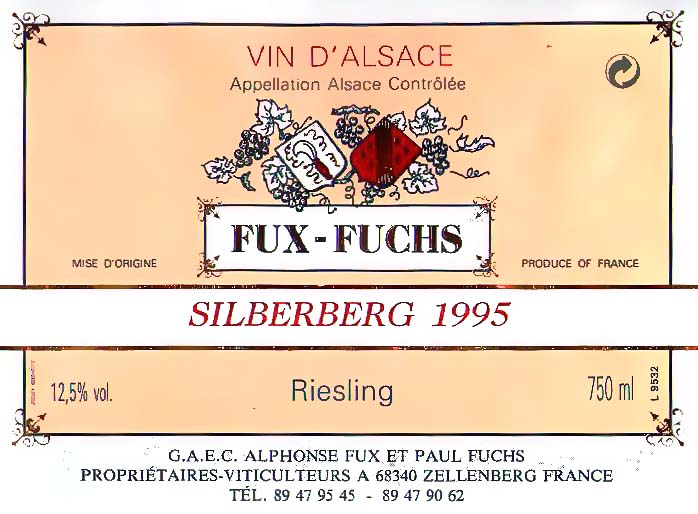 VIN D'ALSACE
Appellation Alsace Contrôlée
FUX-FUCHS
MISE D'ORIGINE
PRODUCE OF FRANCE
SILBERBERG 1995
12,5% vol.
Riesling
750 ml
L 9532
G.A.E.C. ALPHONSE FUX ET PAUL FUCHS
PROPRIÉTAIRES-VITICULTEURS A 68340 ZELLENBERG FRANCE
TÉL. 89 47 95 45 - 89 47 90 62